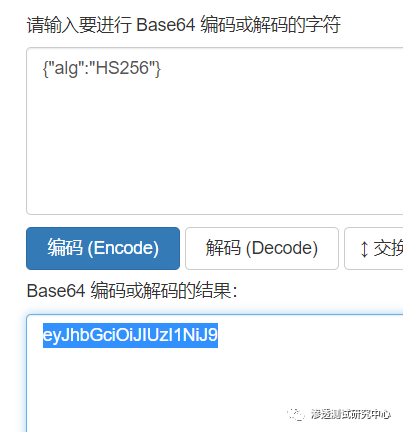 请输入要进行 Base64 编码或解码的字符
{"alg":"HS256"}
编码 (Encode)
解码 (Decode)
↕ 交换
Base64 编码或解码的结果：
eyJhbGciOiJIUzI1NiJ9
渗透测试研究中心